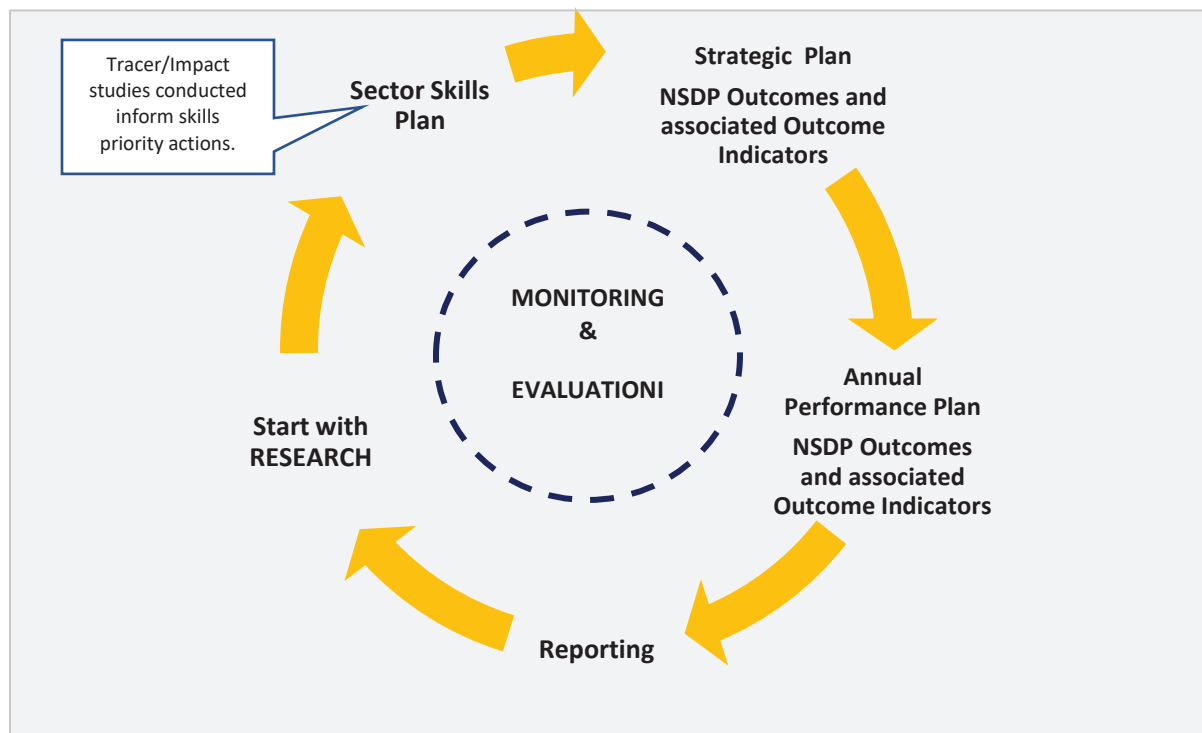 Tracer/Impact
studies conducted
inform skills
priority actions.
Sector Skills
Plan
Strategic Plan
NSDP Outcomes and
associated Outcome
Indicators
MONITORING
&
EVALUATIONI
Annual
Performance Plan
NSDP Outcomes
and associated
Outcome Indicators
Start with
RESEARCH
Reporting